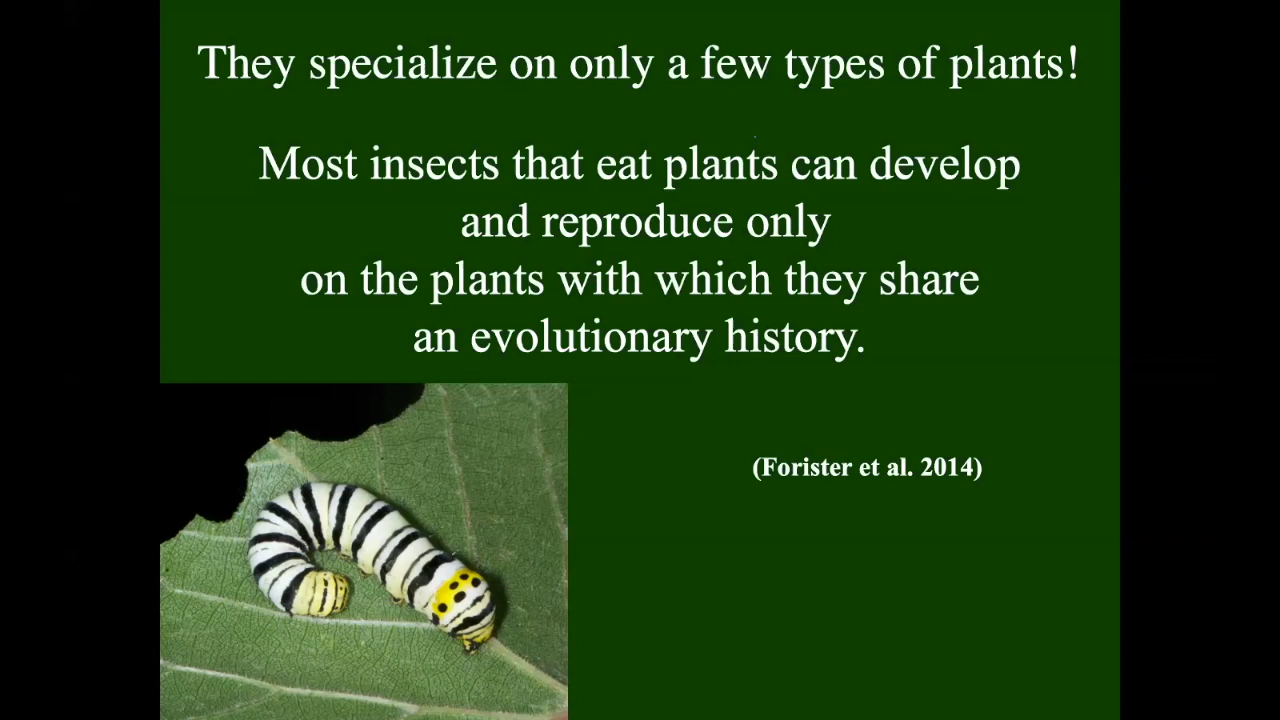 They specialize on only a few types of plants!
Most insects that eat plants can develop
and reproduce only
on the plants with which they share
an evolutionary history.
(Forister et al. 2014)